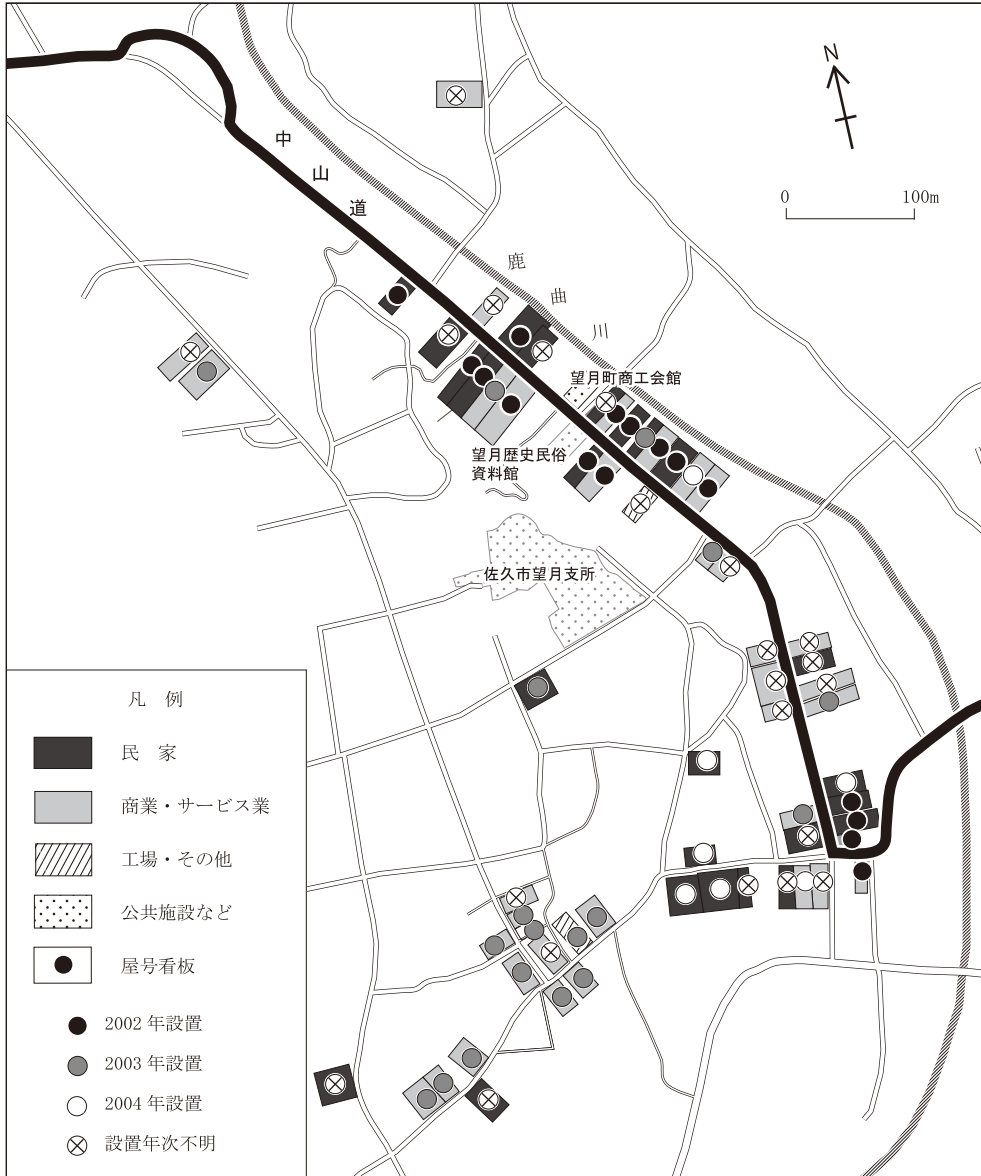 N
0 100m
中
山
道
鹿
曲
川
望月町商工会館
望月歴史民俗
資料館
佐久市望月支所
凡 例
民 家
商業・サービス業
工場・その他
公共施設など
屋号看板
2002 年設置
2003 年設置
2004 年設置
設置年次不明